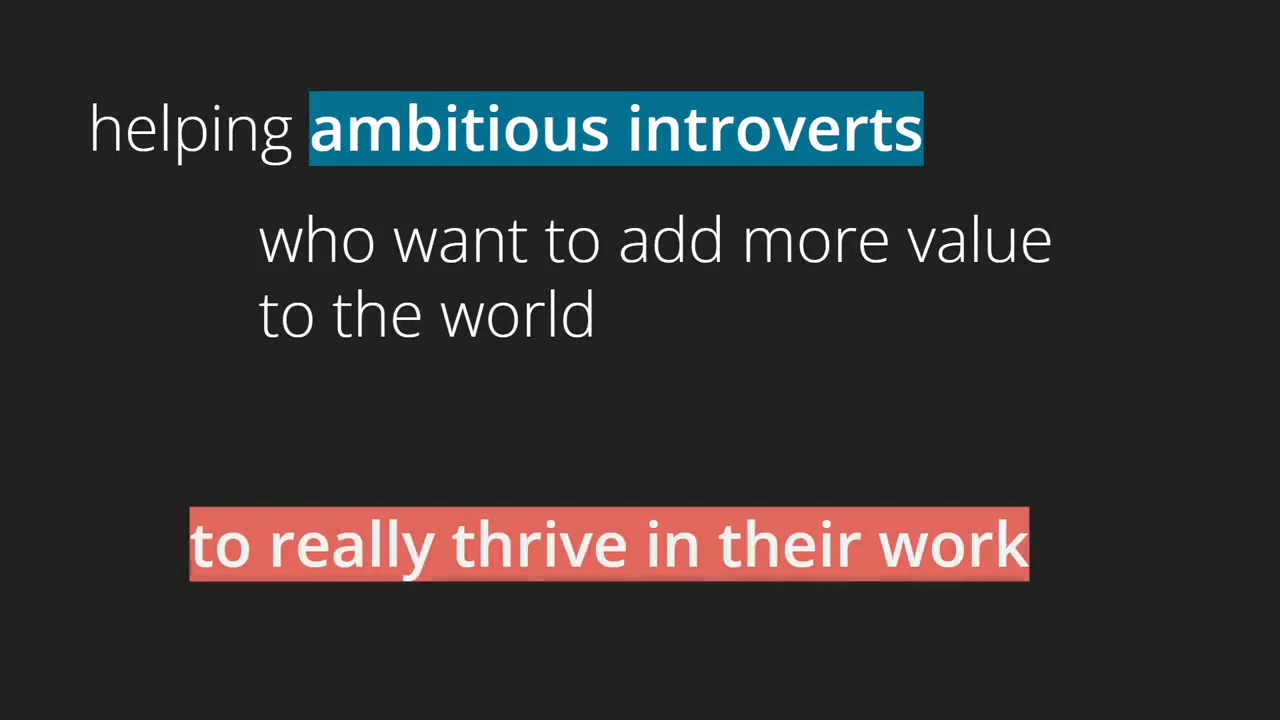 helping ambitious introverts
who want to add more value
to the world
to really thrive in their work